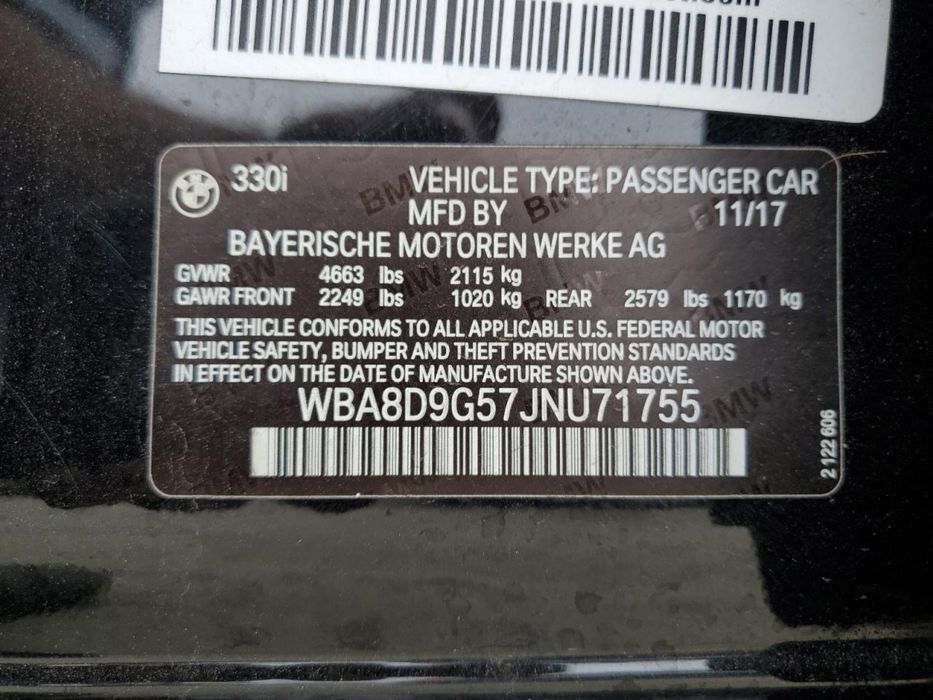 330i VEHICLE TYPE: PASSENGER CAR
MFD BY 11/17
BAYERISCHE MOTOREN WERKE AG
GVWR 4663 lbs 2115 kg
GAWR FRONT 2249 lbs 1020 kg REAR 2579 lbs 1170 kg
THIS VEHICLE CONFORMS TO ALL APPLICABLE U.S. FEDERAL MOTOR
VEHICLE SAFETY, BUMPER AND THEFT PREVENTION STANDARDS
IN EFFECT ON THE DATE OF MANUFACTURE SHOWN ABOVE.
WBA8D9G57JNU71755
2 122 606